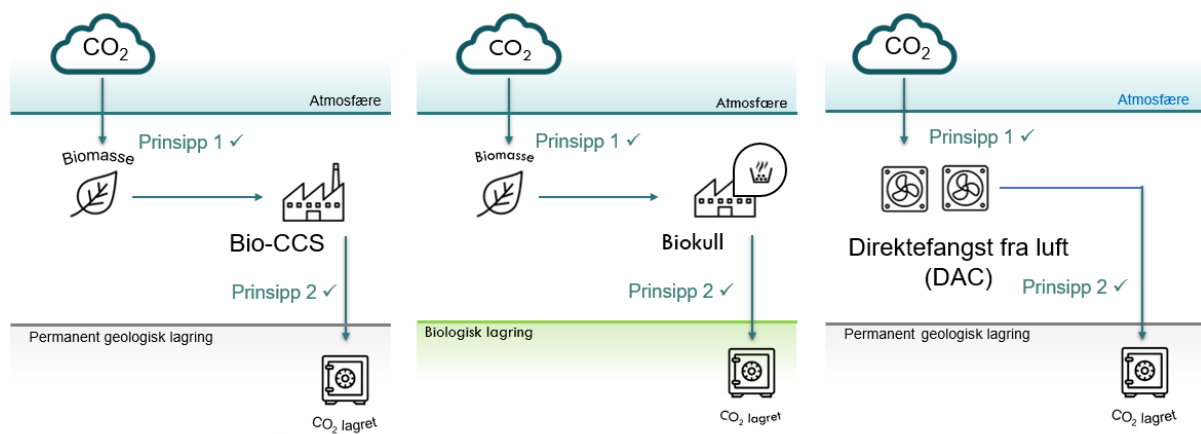 CO₂
Atmosfære
Prinsipp 1 ✓
Biomasse
Bio-CCS
Prinsipp 2 ✓
Permanent geologisk lagring
CO₂ lagret
CO₂
Atmosfære
Prinsipp 1 ✓
Biomasse
Biokull
Prinsipp 2 ✓
Biologisk lagring
CO₂ lagret
CO₂
Atmosfære
Prinsipp 1 ✓
Direktefangst fra luft
(DAC)
Prinsipp 2 ✓
Permanent geologisk lagring
CO₂ lagret